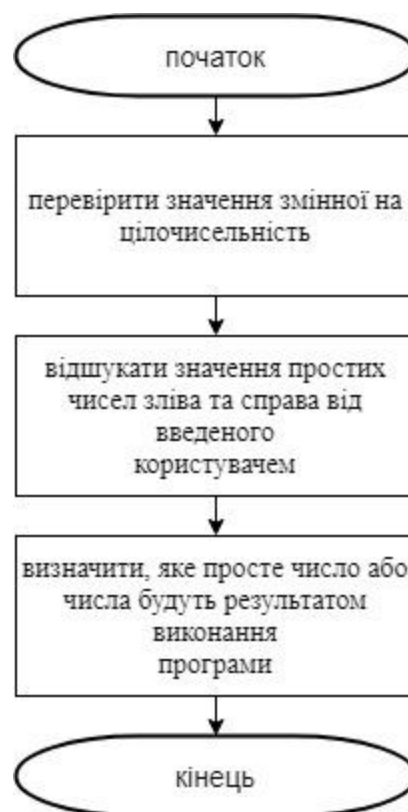 початок
перевірити значення змінної на
цілочисельність
відшукати значення простих
чисел зліва та справа від
введеного
користувачем
визначити, яке просте число або
числа будуть результатом
виконання
програми
кінець